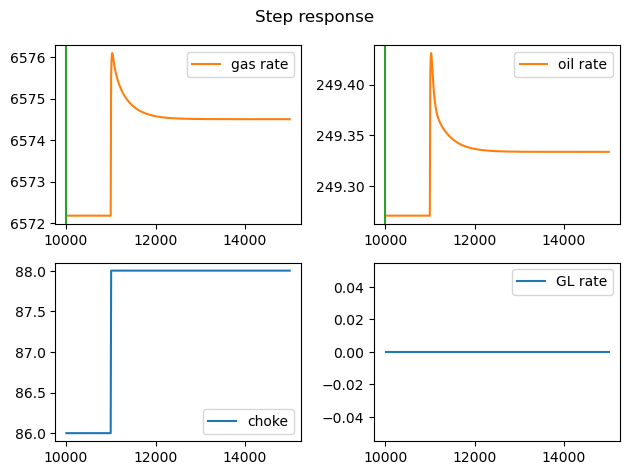 Step response
6576
6575
6574
6573
6572
10000 12000 14000
gas rate
249.40
249.35
249.30
10000 12000 14000
oil rate
88.0
87.5
87.0
86.5
86.0
10000 12000 14000
choke
0.04
0.02
0.00
−0.02
−0.04
10000 12000 14000
GL rate